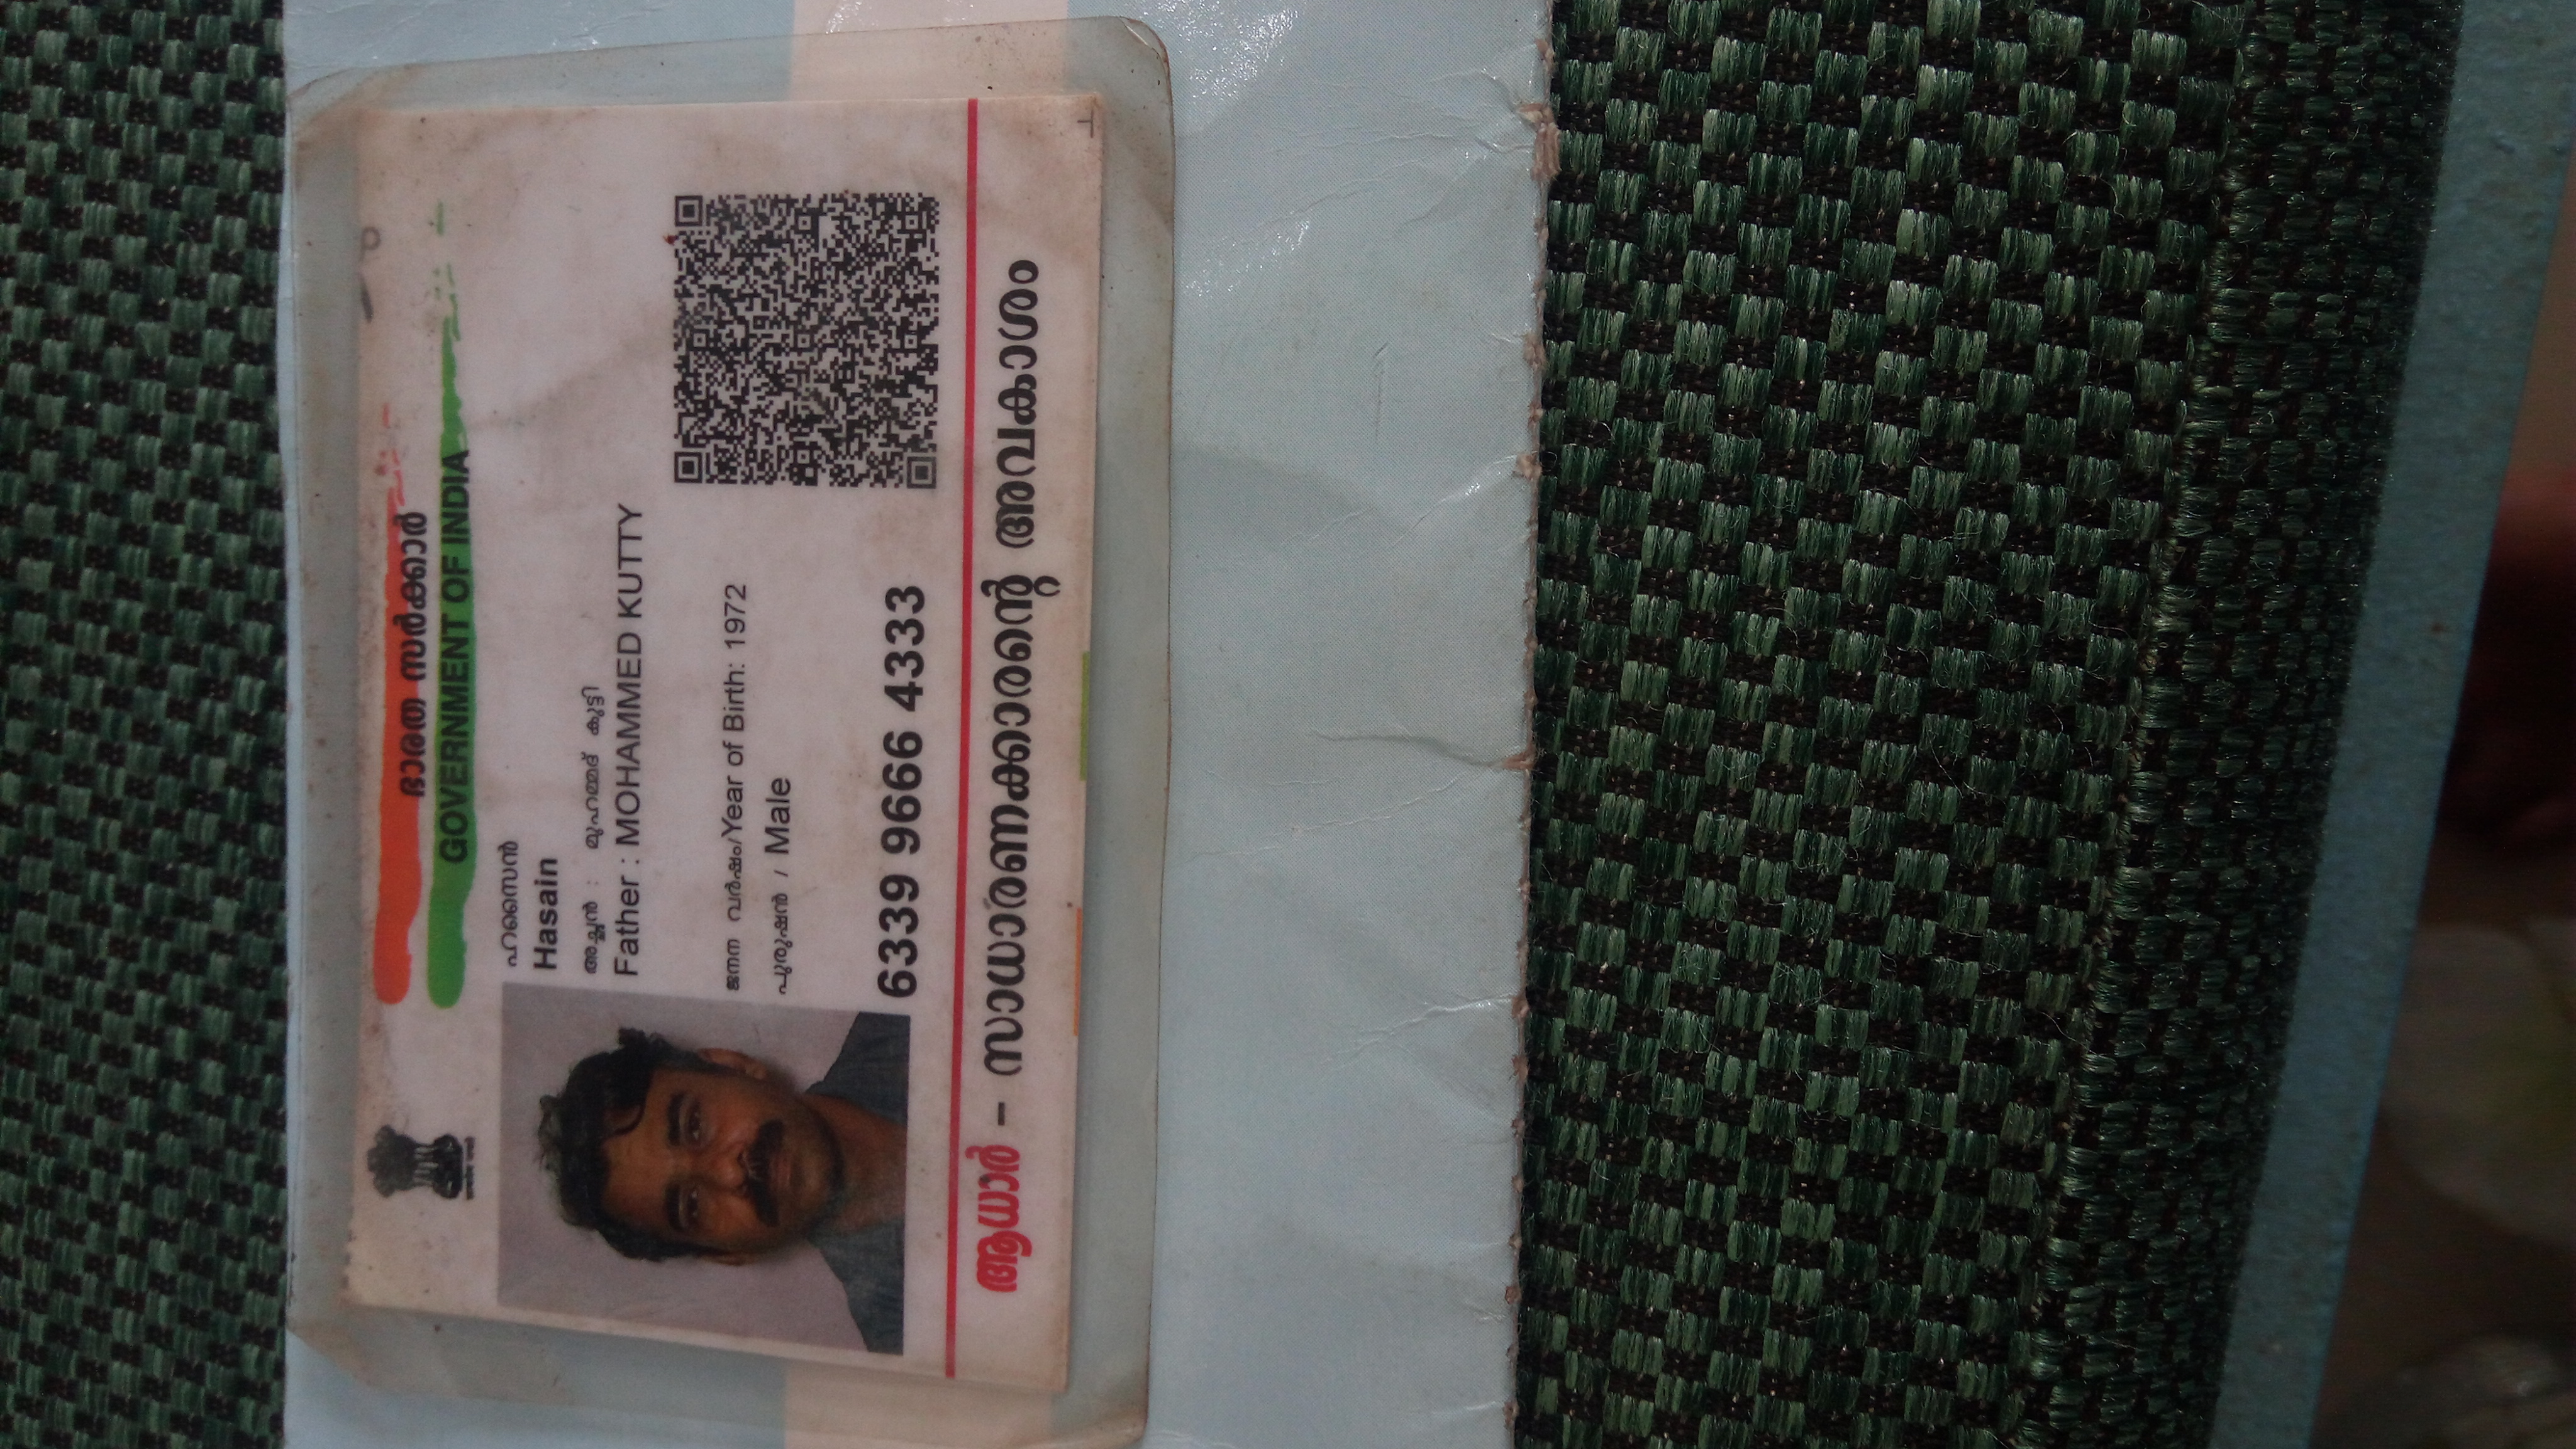 ഭാരത സർക്കാർ
GOVERNMENT OF INDIA
ഹസൈൻ
Hasain
അച്ഛൻ : മുഹമ്മദ് കുട്ടി
Father : MOHAMMED KUTTY
ജനന വർഷം/Year of Birth: 1972
പുരുഷൻ / Male
6339 9666 4333
ആധാർ – സാധാരണക്കാരന്റെ അവകാശം